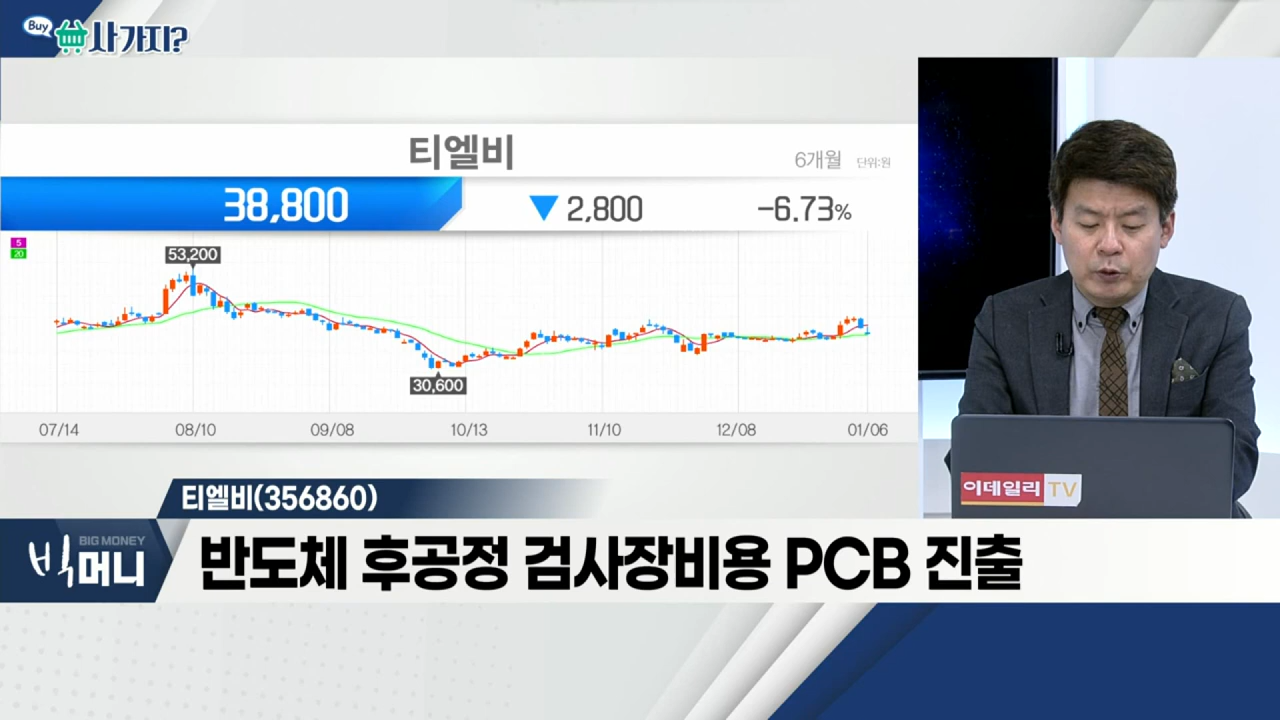 Buy 사 가지?
티엘비
6개월 단위:원
38,800 ▼ 2,800 -6.73%
5
20
53,200
30,600
07/14 08/10 09/08 10/13 11/10 12/08 01/06
이데일리 TV
티엘비(356860)
BIG MONEY
빅머니
반도체 후공정 검사장비용 PCB 진출